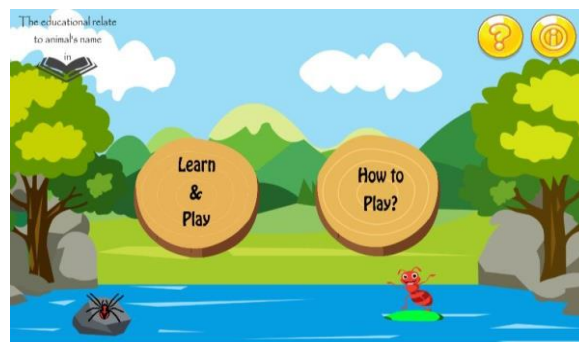 The educational relate
to animal's name
in
?
Learn
&
Play
How to
Play?